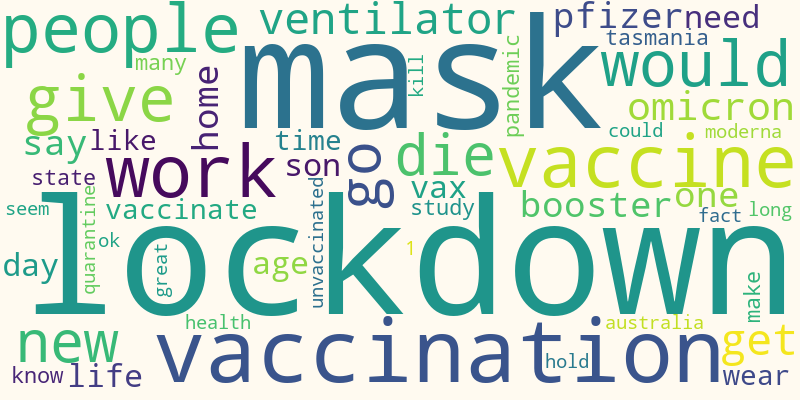 people
ventilator
pfizer
need
tasmania
many
mask
kill
pandemic
would
give
home
omicron
could
moderna
say
like
time
work
son
go
die
vaccine
state
vax
seem
quarantine
vaccinate
unvaccinated
study
booster
one
fact
long
ok
lockdown
day
great
age
1
make
health
australia
new
vaccination
get
know
life
hold
wear